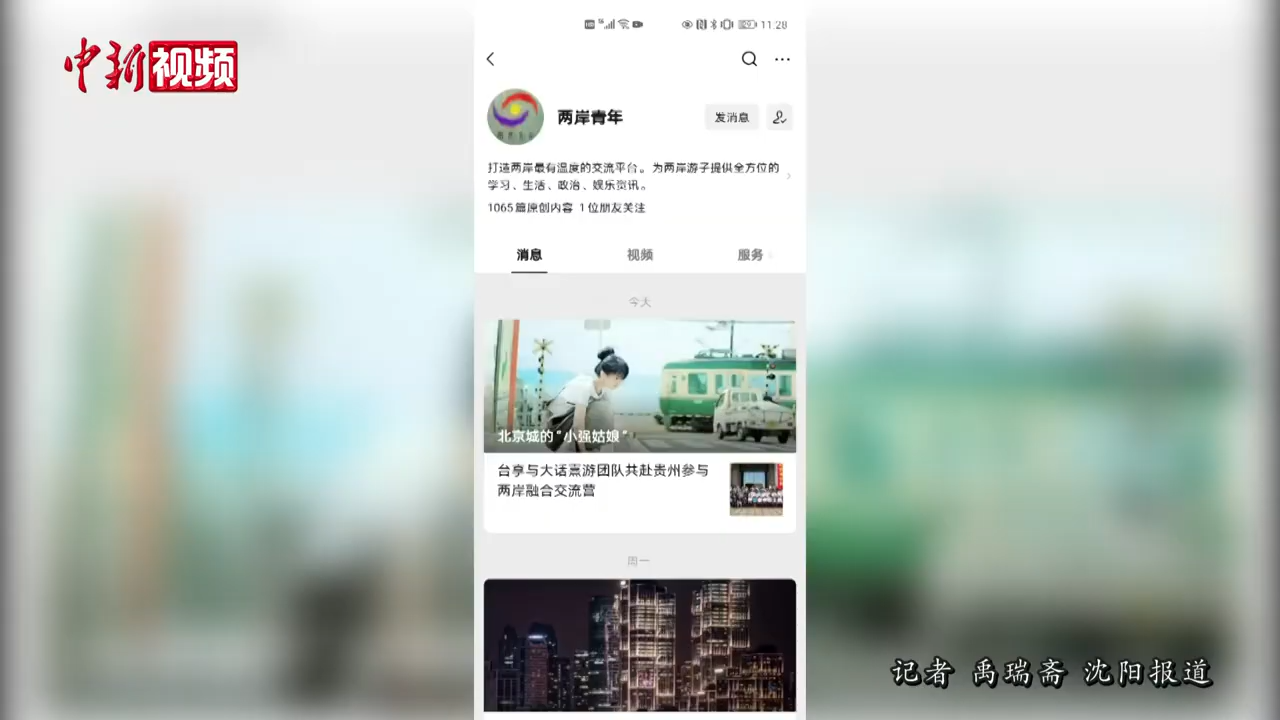 中新视频
11:28
两岸青年
发消息
打造两岸最有温度的交流平台。为两岸游子提供全方位的
学习、生活、政治、娱乐资讯。
1065篇原创内容 1位朋友关注
消息 视频 服务
今天
北京城的“小强姑娘”
台享与大话熹游团队共赴贵州参与
两岸融合交流营
周一
记者 禹瑞斋 沈阳报道